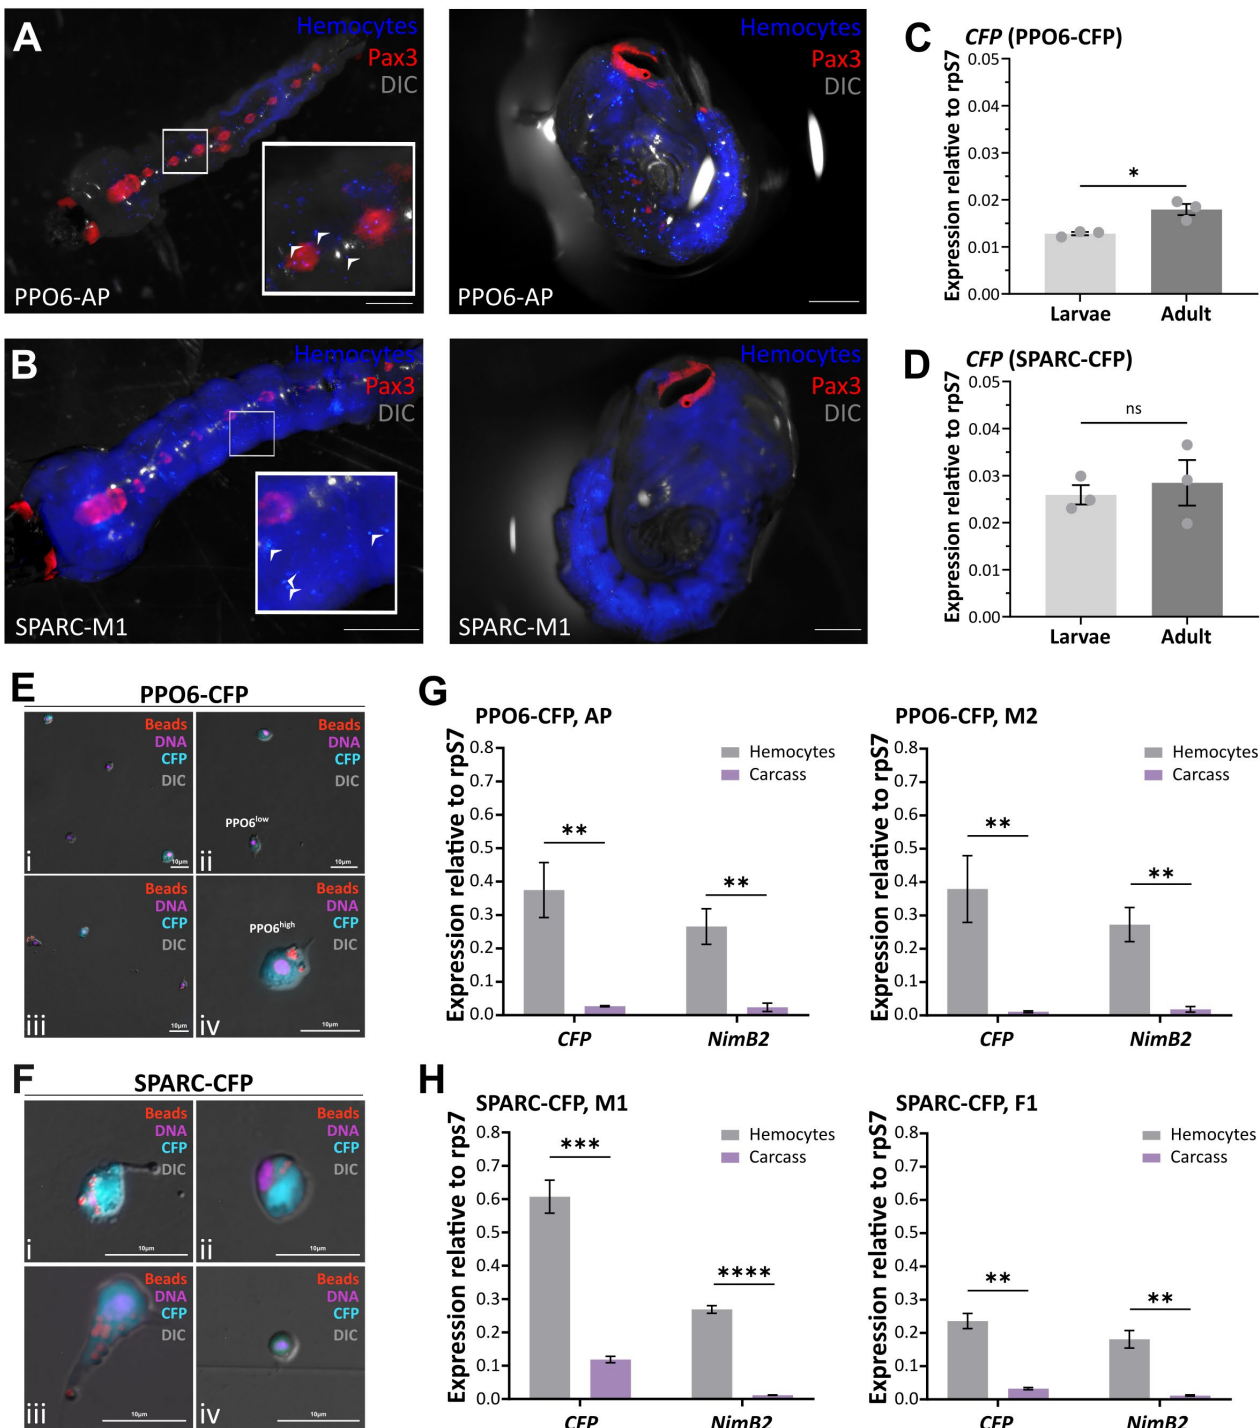 A
Hemocytes
Pax3
DIC
PPO6-AP
Hemocytes
Pax3
DIC
PPO6-AP
B
Hemocytes
Pax3
DIC
SPARC-M1
Hemocytes
Pax3
DIC
SPARC-M1
C
CFP (PPO6-CFP)
Expression relative to rpS7
0.05
0.04
0.03
0.02
0.01
0.00
*
Larvae Adult
D
CFP (SPARC-CFP)
Expression relative to rpS7
0.05
0.04
0.03
0.02
0.01
0.00
ns
Larvae Adult
E
PPO6-CFP
Beads
DNA
CFP
DIC
i
10µm
Beads
DNA
CFP
DIC
PPO6low
ii
10µm
Beads
DNA
CFP
DIC
iii
10µm
Beads
DNA
CFP
DIC
PPO6high
iv
10µm
F
SPARC-CFP
Beads
DNA
CFP
DIC
i
10µm
Beads
DNA
CFP
DIC
ii
10µm
Beads
DNA
CFP
DIC
iii
10µm
Beads
DNA
CFP
DIC
iv
10µm
G
PPO6-CFP, AP
Expression relative to rpS7
0.8
0.7
0.6
0.5
0.4
0.3
0.2
0.1
0.0
Hemocytes
Carcass
**
**
CFP NimB2
PPO6-CFP, M2
Expression relative to rpS7
0.8
0.7
0.6
0.5
0.4
0.3
0.2
0.1
0.0
Hemocytes
Carcass
**
**
CFP NimB2
H
SPARC-CFP, M1
Expression relative to rps7
0.8
0.7
0.6
0.5
0.4
0.3
0.2
0.1
0.0
Hemocytes
Carcass
***
****
CFP NimB2
SPARC-CFP, F1
Expression relative to rpS7
0.8
0.7
0.6
0.5
0.4
0.3
0.2
0.1
0.0
Hemocytes
Carcass
**
**
CFP NimB2